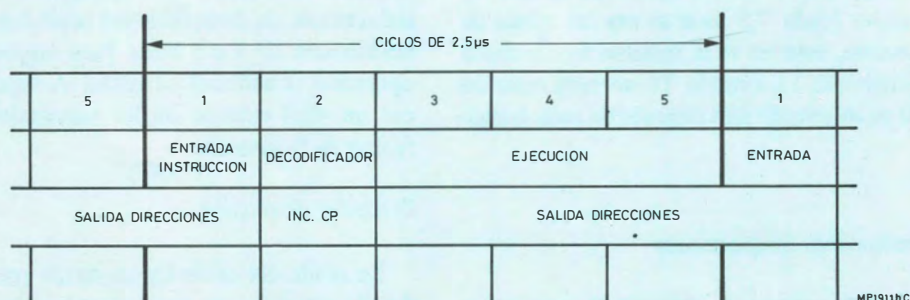 CICLOS DE 2,5µs
5 1 2 3 4 5 1
ENTRADA
INSTRUCCION
DECODIFICADOR
EJECUCION
ENTRADA
SALIDA DIRECCIONES
INC. CP.
SALIDA DIRECCIONES
MP1911hC